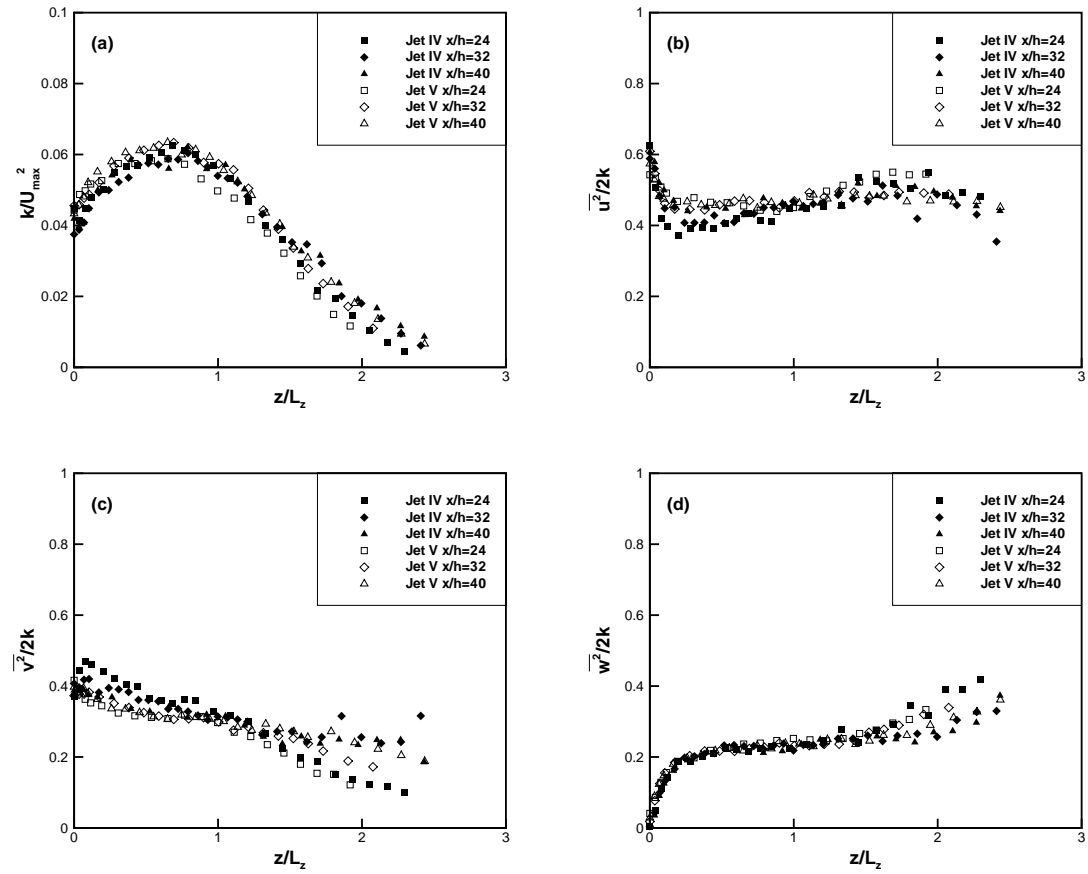 0.1
0.08
0.06
0.04
0.02
0
k/U_max^2
(a)
Jet IV x/h=24
Jet IV x/h=32
Jet IV x/h=40
Jet V x/h=24
Jet V x/h=32
Jet V x/h=40
0 1 2 3
z/L_z
1
0.8
0.6
0.4
0.2
0
u̅²/2k
(b)
Jet IV x/h=24
Jet IV x/h=32
Jet IV x/h=40
Jet V x/h=24
Jet V x/h=32
Jet V x/h=40
0 1 2 3
z/L_z
1
0.8
0.6
0.4
0.2
0
v̅²/2k
(c)
Jet IV x/h=24
Jet IV x/h=32
Jet IV x/h=40
Jet V x/h=24
Jet V x/h=32
Jet V x/h=40
0 1 2 3
z/L_z
1
0.8
0.6
0.4
0.2
0
w̅²/2k
(d)
Jet IV x/h=24
Jet IV x/h=32
Jet IV x/h=40
Jet V x/h=24
Jet V x/h=32
Jet V x/h=40
0 1 2 3
z/L_z